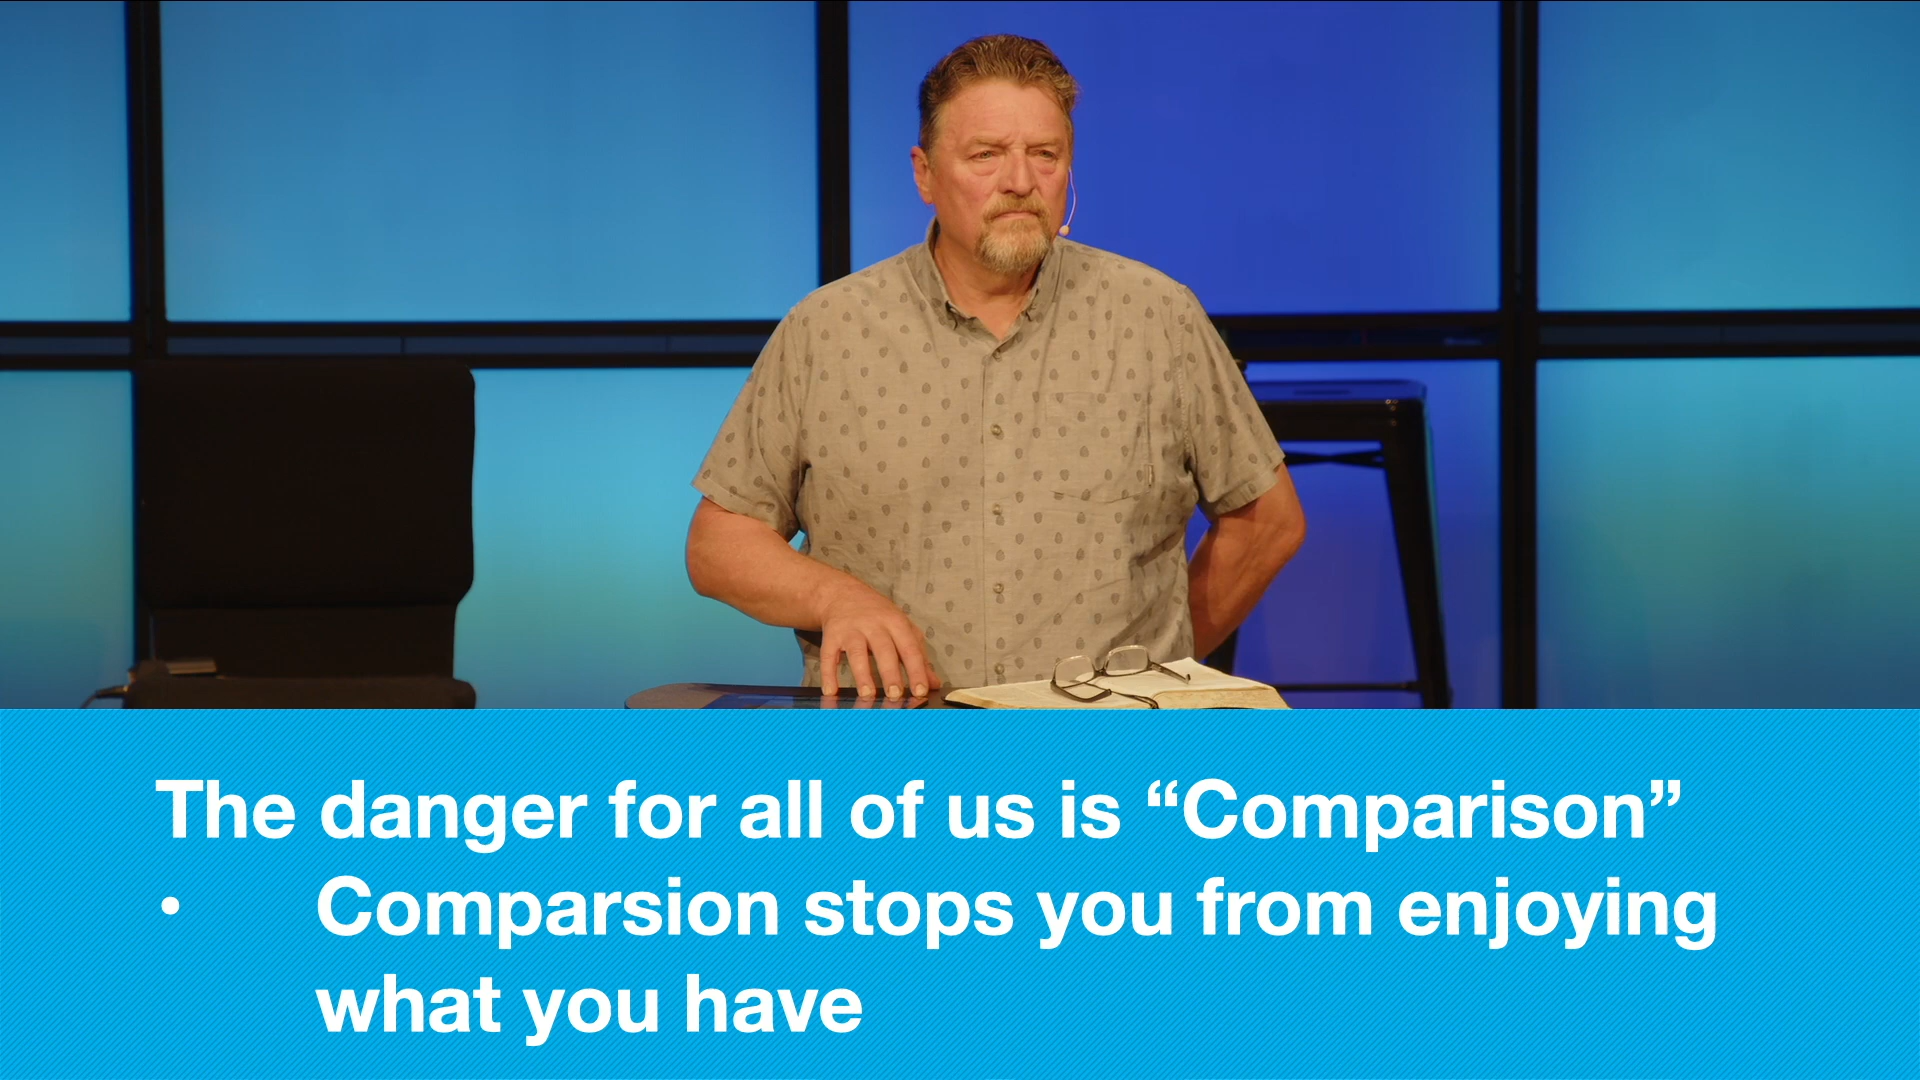 The danger for all of us is “Comparison”
• Comparsion stops you from enjoying
what you have